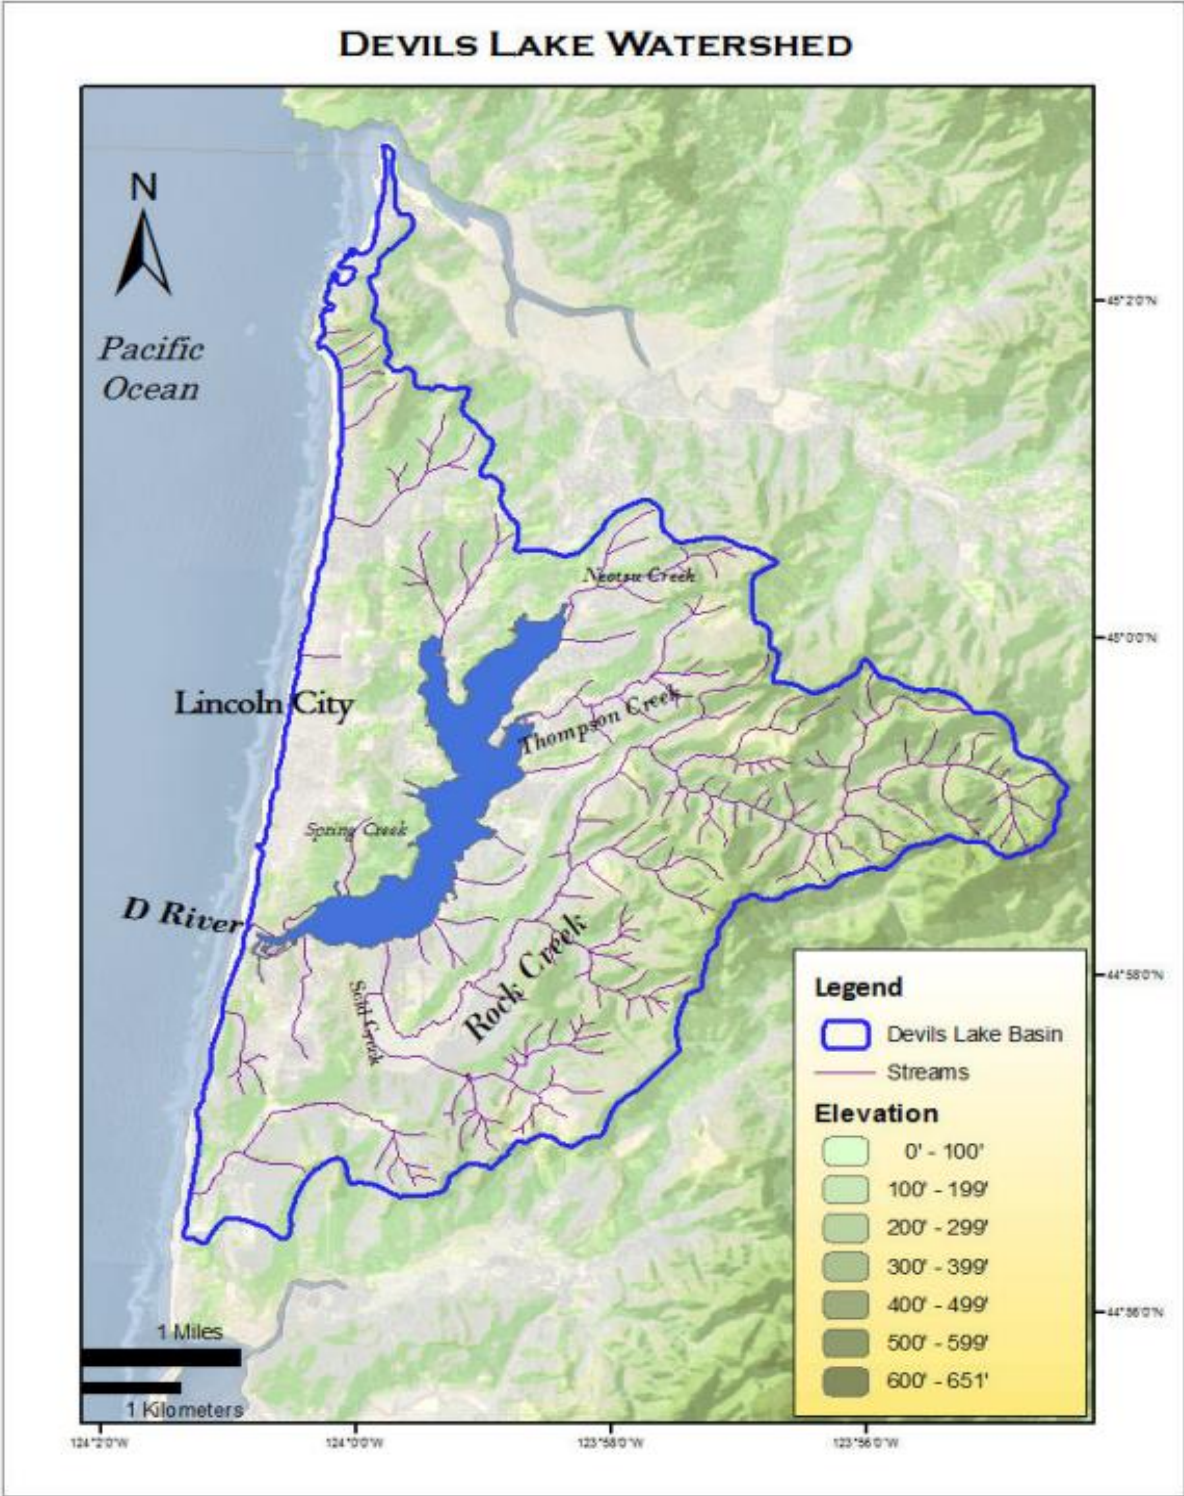 DEVILS LAKE WATERSHED
N
Pacific
Ocean
45°2'0"N
Neotsu Creek
45°0'0"N
Lincoln City
Thompson Creek
Spring Creek
D River
Rock Creek
44°58'0"N
Legend
Devils Lake Basin
Streams
Elevation
0' - 100'
100' - 199'
200' - 299'
300' - 399'
400' - 499'
500' - 599'
600' - 651'
44°56'0"N
1 Miles
1 Kilometers
124°2'0"W
124°0'0"W
123°58'0"W
123°56'0"W